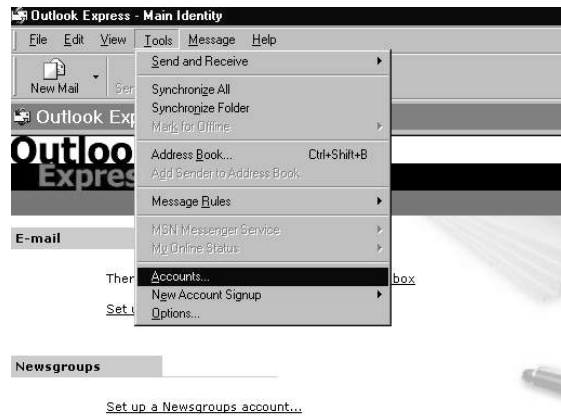 Outlook Express - Main Identity
File Edit View Tools Message Help
Send and Receive
New Mail
Synchronize All
Synchronize Folder
Mark for Offline
Outlook Exp
Outloo
Expres
Address Book... Ctrl+Shift+B
Add Sender to Address Book
Message Rules
MSN Messenger Service
My Online Status
E-mail
Accounts...
Ther
box
New Account Signup
Set u
Options...
Newsgroups
Set up a Newsgroups account...